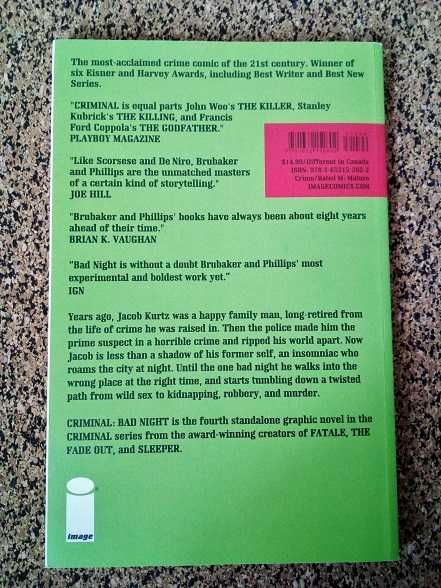 The most-acclaimed crime comic of the 21st century. Winner of
six Eisner and Harvey Awards, including Best Writer and Best New
Series.
"CRIMINAL is equal parts John Woo's THE KILLER, Stanley
Kubrick's THE KILLING, and Francis
Ford Coppola's THE GODFATHER."
PLAYBOY MAGAZINE
"Like Scorsese and De Niro, Brubaker
and Phillips are the unmatched masters
of a certain kind of storytelling."
JOE HILL
$14.99/Different in Canada
ISBN: 978-1-63215-260-2
Crime/Rated M: Mature
IMAGECOMICS.COM
"Brubaker and Phillips' books have always been about eight years
ahead of their time."
BRIAN K. VAUGHAN
"Bad Night is without a doubt Brubaker and Phillips' most
experimental and boldest work yet."
IGN
Years ago, Jacob Kurtz was a happy family man, long-retired from
the life of crime he was raised in. Then the police made him the
prime suspect in a horrible crime and ripped his world apart. Now
Jacob is less than a shadow of his former self, an insomniac who
roams the city at night. Until the one bad night he walks into the
wrong place at the right time, and starts tumbling down a twisted
path from wild sex to kidnapping, robbery, and murder.
CRIMINAL: BAD NIGHT is the fourth standalone graphic novel in the
CRIMINAL series from the award-winning creators of FATALE, THE
FADE OUT, and SLEEPER.
image